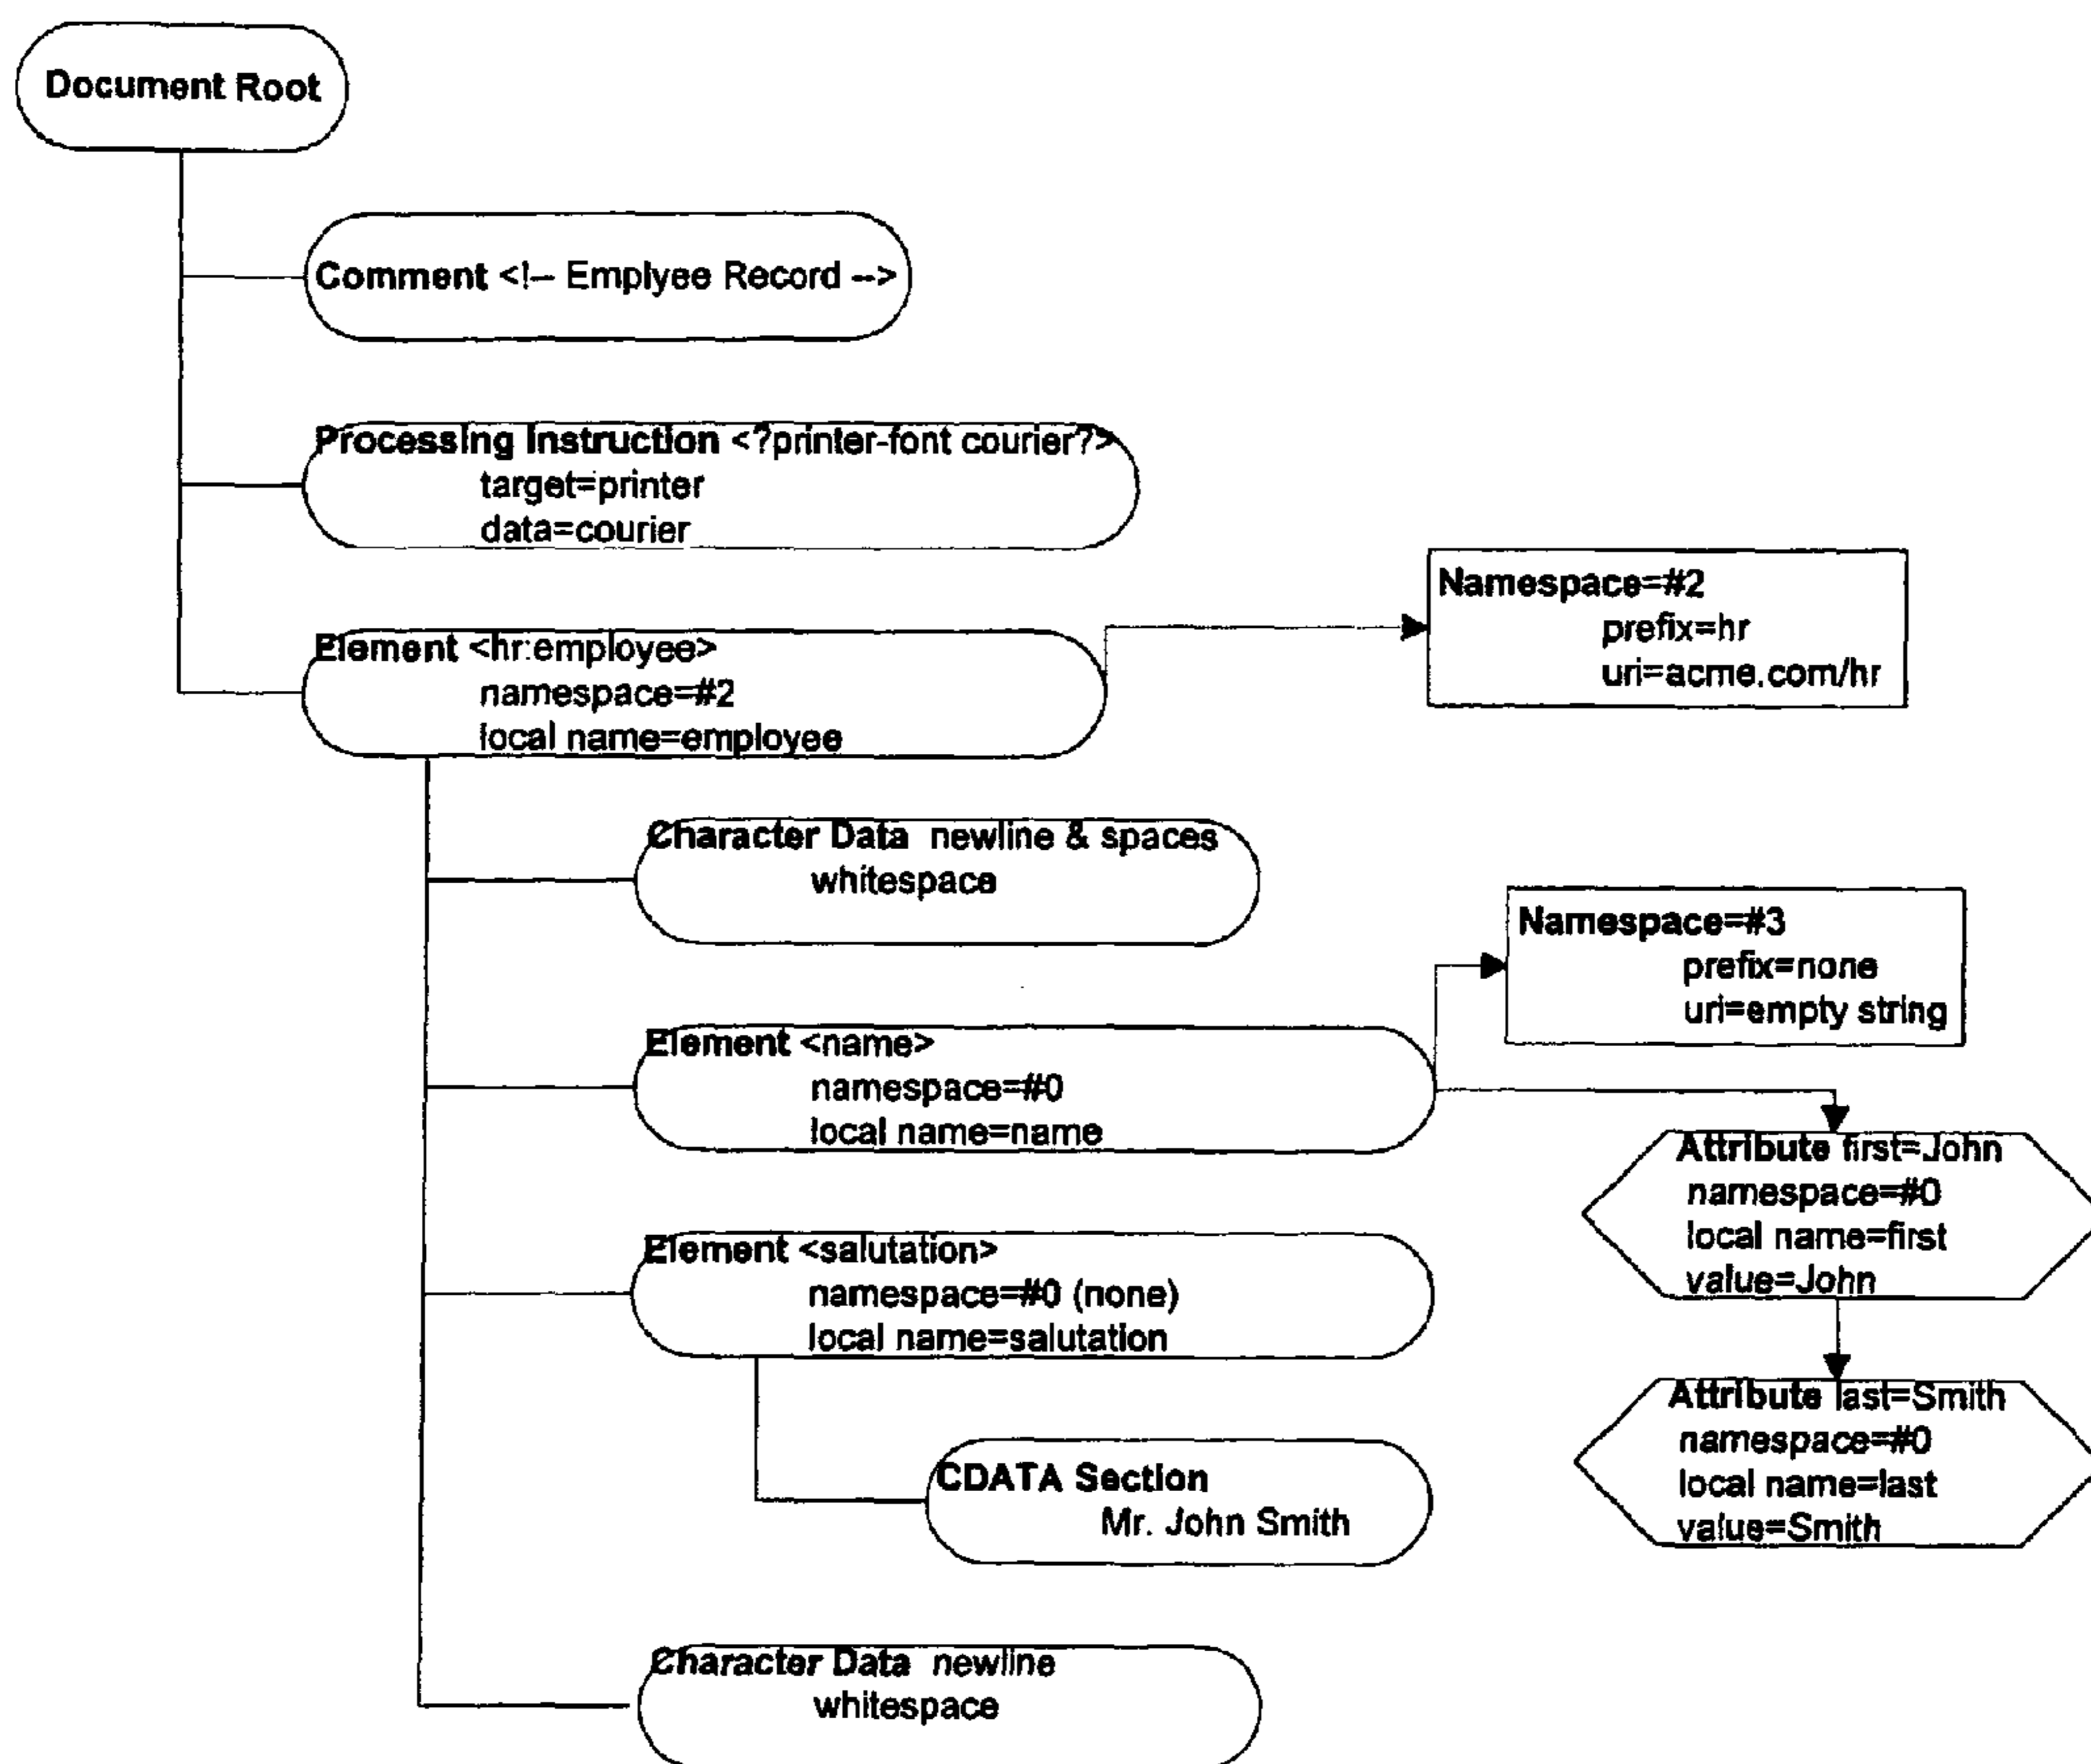 Document Root
Comment <!-- Emplyee Record -->
Processing Instruction <?printer-font courier?>
target=printer
data=courier
Element <hr:employee>
namespace=#2
local name=employee
Namespace=#2
prefix=hr
uri=acme.com/hr
Character Data newline & spaces
whitespace
Element <name>
namespace=#0
local name=name
Namespace=#3
prefix=none
uri=empty string
Attribute first=John
namespace=#0
local name=first
value=John
Element <salutation>
namespace=#0 (none)
local name=salutation
Attribute last=Smith
namespace=#0
local name=last
value=Smith
CDATA Section
Mr. John Smith
Character Data newline
whitespace